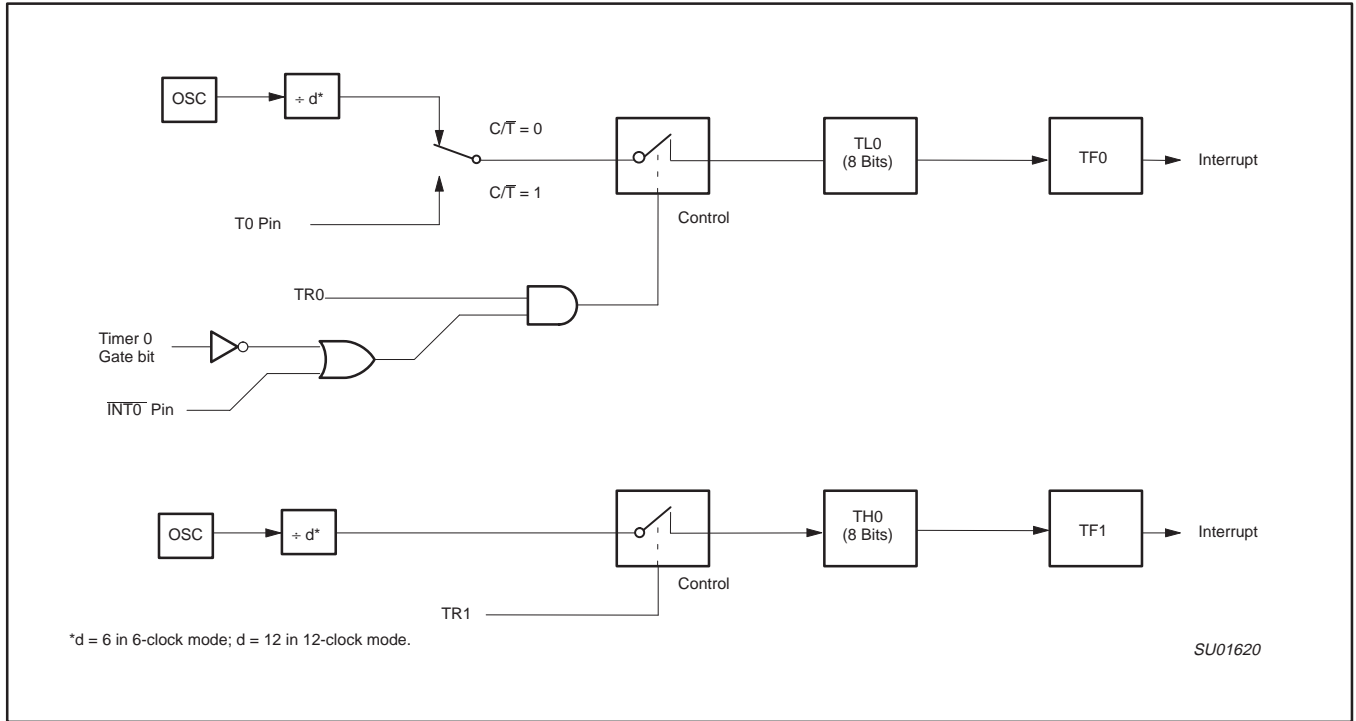 OSC
÷ d*
C/T̅ = 0
C/T̅ = 1
T0 Pin
Control
TL0
(8 Bits)
TF0
Interrupt
TR0
Timer 0
Gate bit
I̅N̅T̅0̅ Pin
OSC
÷ d*
Control
TH0
(8 Bits)
TF1
Interrupt
TR1
*d = 6 in 6-clock mode; d = 12 in 12-clock mode.
SU01620